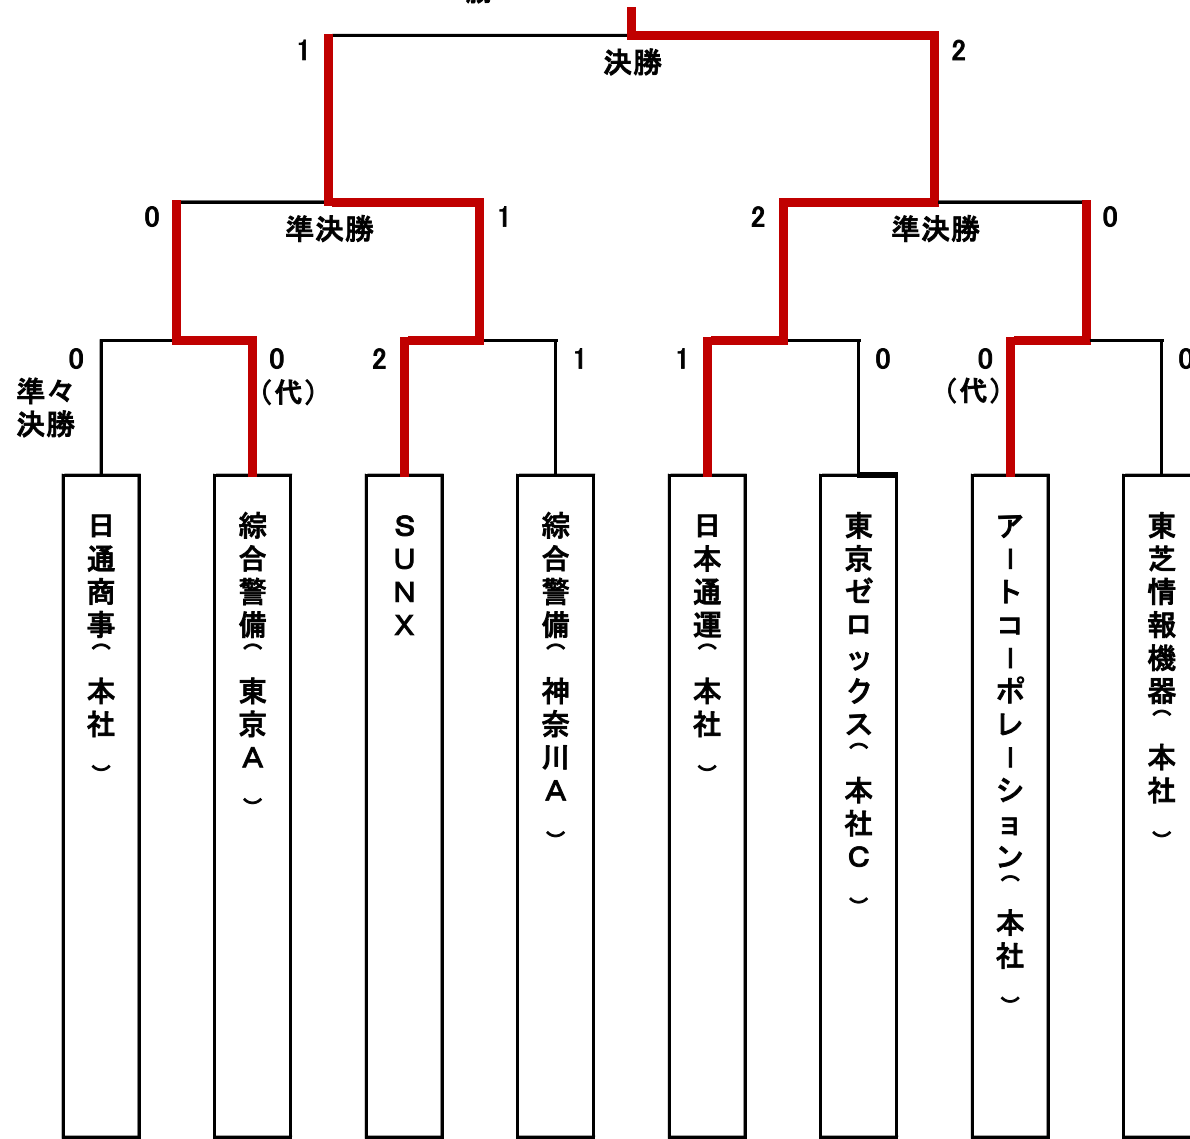 勝
1
2
決勝
0
1
2
0
準決勝
準決勝
0
0
2
1
1
0
0
0
準々
決勝
(代)
(代)
日通商事(本社)
綜合警備(東京A)
SUNX
綜合警備(神奈川A)
日本通運(本社)
東京ゼロックス(本社C)
アートコーポレーション(本社)
東芝情報機器(本社)